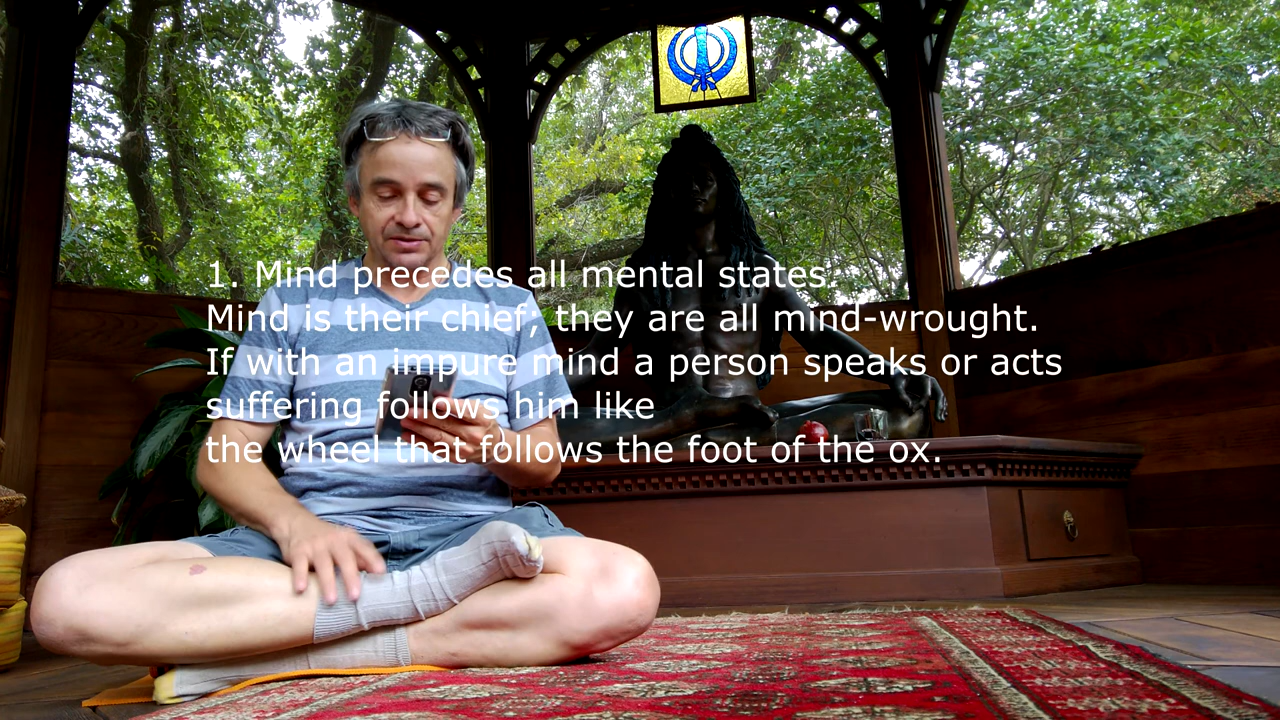 1. Mind precedes all mental states.
Mind is their chief; they are all mind-wrought.
If with an impure mind a person speaks or acts
suffering follows him like
the wheel that follows the foot of the ox.